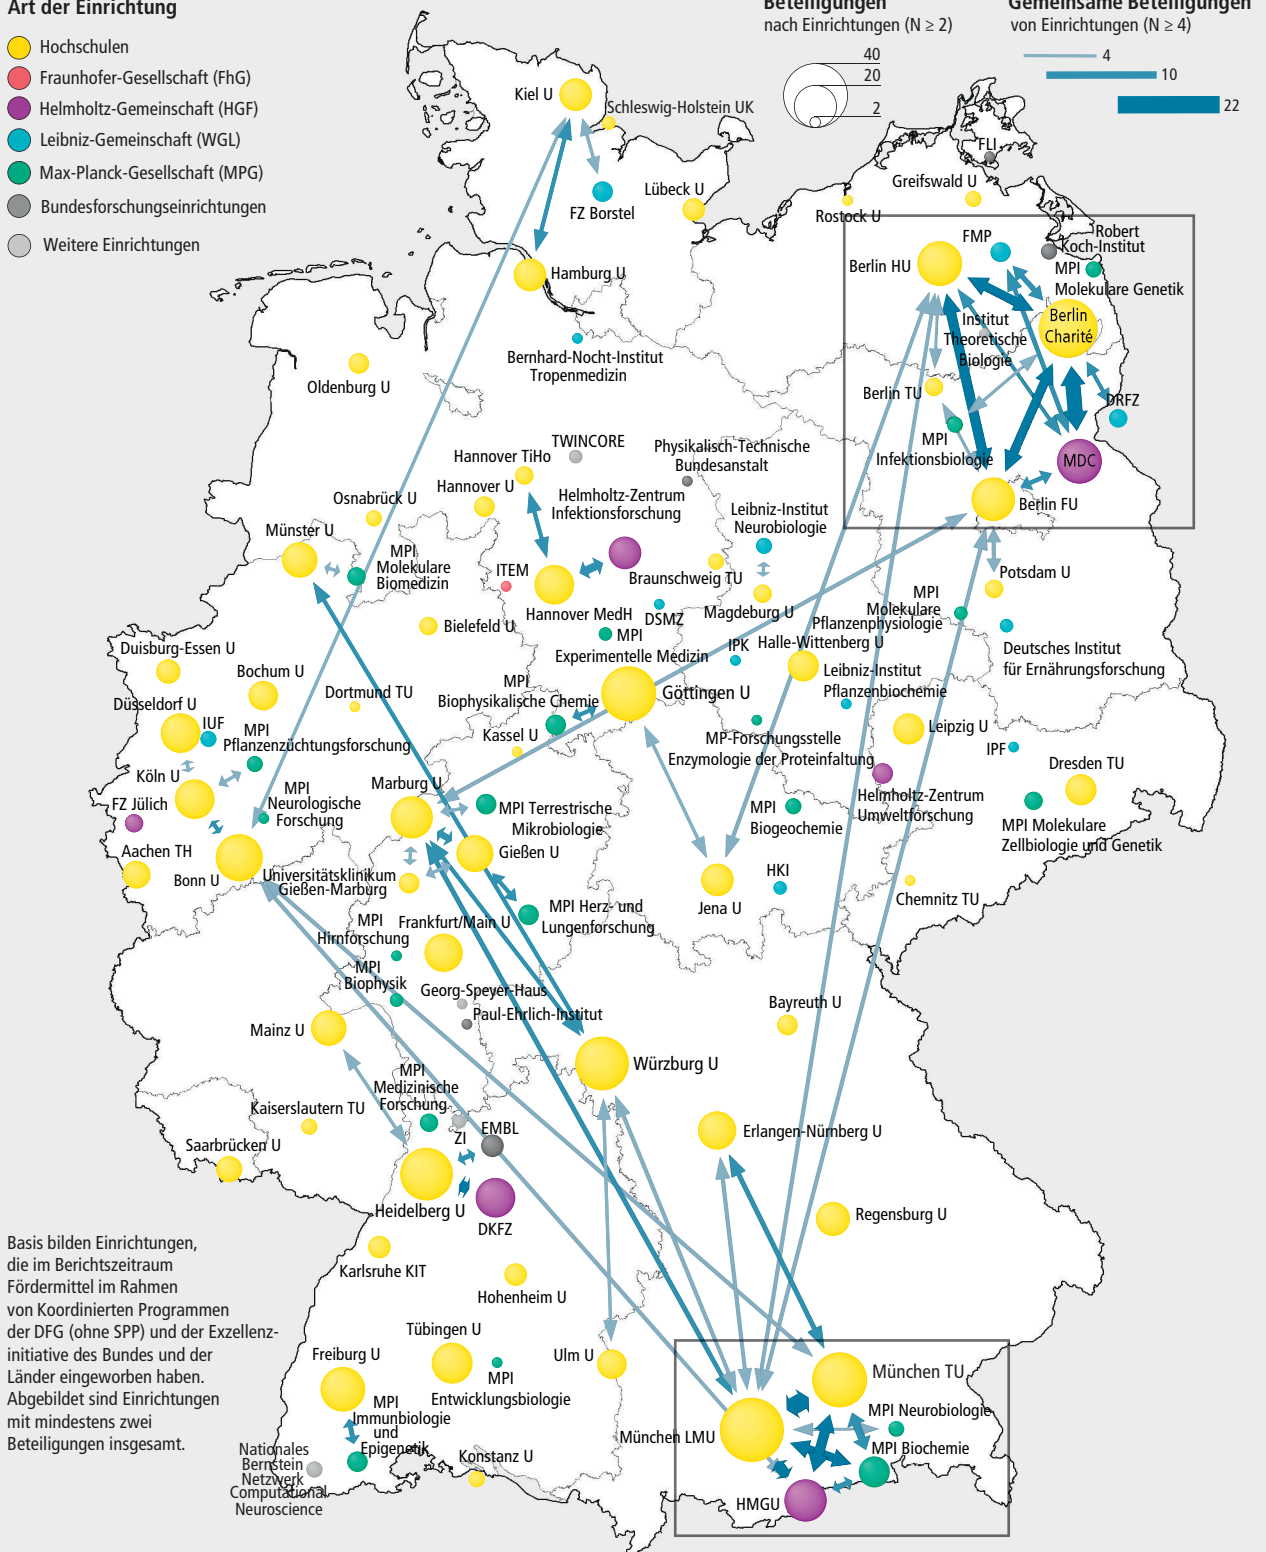 Art der Einrichtung
Hochschulen
Fraunhofer-Gesellschaft (FhG)
Helmholtz-Gemeinschaft (HGF)
Leibniz-Gemeinschaft (WGL)
Max-Planck-Gesellschaft (MPG)
Bundesforschungseinrichtungen
Weitere Einrichtungen
Beteiligungen
nach Einrichtungen (N ≥ 2)
40
20
2
Gemeinsame Beteiligungen
von Einrichtungen (N ≥ 4)
4
10
22
Kiel U
Schleswig-Holstein UK
FZ Borstel
Lübeck U
Hamburg U
Bernhard-Nocht-Institut
Tropenmedizin
Oldenburg U
FLI
Greifswald U
Rostock U
Berlin HU
FMP
Robert
Koch-Institut
MPI
Molekulare Genetik
Berlin
Charité
Institut
Theoretische
Biologie
Berlin TU
DRFZ
MPI
Infektionsbiologie
MDC
Berlin FU
TWINCORE
Hannover TiHo
Hannover U
Physikalisch-Technische
Bundesanstalt
Helmholtz-Zentrum
Infektionsforschung
Leibniz-Institut
Neurobiologie
Osnabrück U
Münster U
MPI
Molekulare
Biomedizin
ITEM
Braunschweig TU
Hannover MedH
DSMZ
Magdeburg U
Potsdam U
MPI
Molekulare
Pflanzenphysiologie
Bielefeld U
MPI
Experimentelle Medizin
IPK
Halle-Wittenberg U
Deutsches Institut
für Ernährungsforschung
Leibniz-Institut
Pflanzenbiochemie
Duisburg-Essen U
Bochum U
Dortmund TU
Düsseldorf U
IUF
MPI
Pflanzenzüchtungsforschung
MPI
Biophysikalische Chemie
Göttingen U
Kassel U
MP-Forschungsstelle
Enzymologie der Proteinfaltung
Leipzig U
IPF
Dresden TU
Köln U
FZ Jülich
MPI
Neurologische
Forschung
Marburg U
MPI Terrestrische
Mikrobiologie
MPI
Biogeochemie
Helmholtz-Zentrum
Umweltforschung
MPI Molekulare
Zellbiologie und Genetik
Aachen TH
Bonn U
Universitätsklinikum
Gießen-Marburg
Gießen U
Jena U
HKI
Chemnitz TU
MPI Herz- und
Lungenforschung
MPI
Hirnforschung
Frankfurt/Main U
MPI
Biophysik
Georg-Speyer-Haus
Paul-Ehrlich-Institut
Mainz U
Bayreuth U
Würzburg U
MPI
Medizinische
Forschung
Kaiserslautern TU
ZI
EMBL
Erlangen-Nürnberg U
Saarbrücken U
Heidelberg U
DKFZ
Regensburg U
Karlsruhe KIT
Hohenheim U
Basis bilden Einrichtungen,
die im Berichtszeitraum
Fördermittel im Rahmen
von Koordinierten Programmen
der DFG (ohne SPP) und der Exzellenz-
initiative des Bundes und der
Länder eingeworben haben.
Abgebildet sind Einrichtungen
mit mindestens zwei
Beteiligungen insgesamt.
Tübingen U
Freiburg U
MPI
Entwicklungsbiologie
Ulm U
München TU
MPI
Immunbiologie
und
Epigenetik
MPI Neurobiologie
München LMU
MPI Biochemie
Nationales
Bernstein
Netzwerk
Computational
Neuroscience
Konstanz U
HMGU